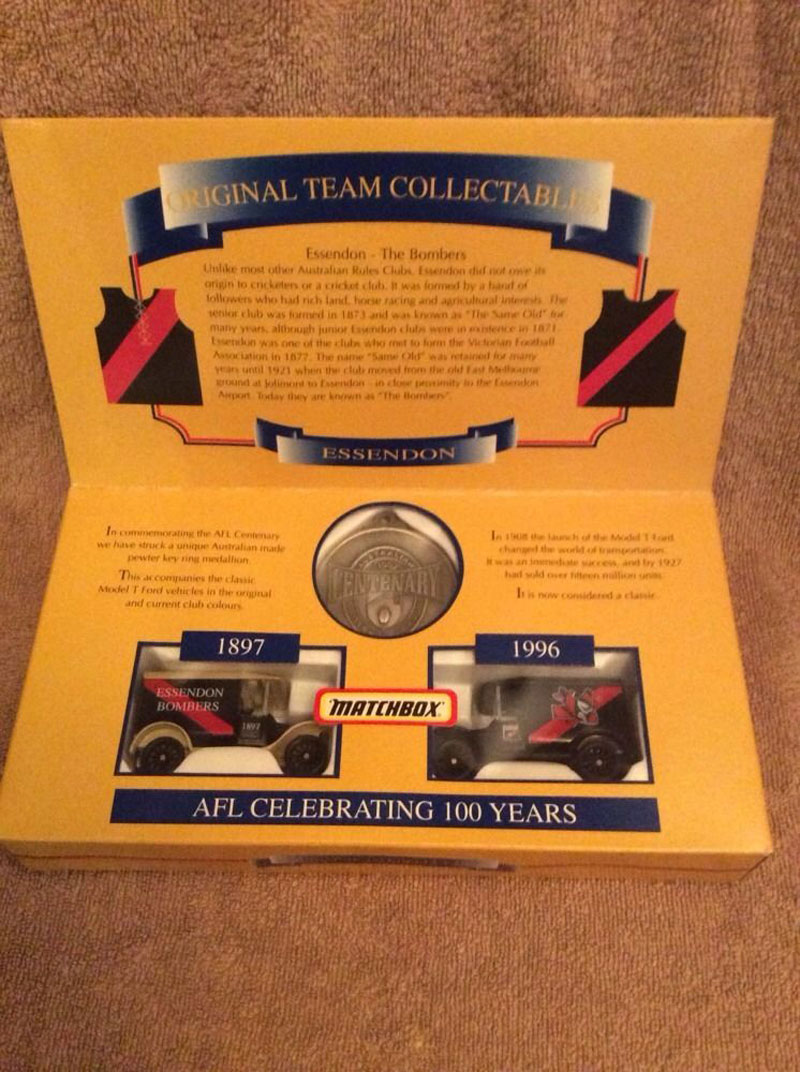 ORIGINAL TEAM COLLECTABLES
Essendon - The Bombers
Unlike most other Australian Rules Clubs, Essendon did not owe its
origin to cricketers or a cricket club. It was formed by a band of
followers who had rich land, horse racing and agricultural interests. The
senior club was formed in 1873 and was known as "The Same Old" for
many years, although junior Essendon clubs were in existence in 1871.
Essendon was one of the clubs who met to form the Victorian Football
Association in 1877. The name "Same Old" was retained for many
years until 1921 when the club moved from the old East Melbourne
ground at Jolimont to Essendon - in close proximity to the Essendon
Airport. Today they are known as "The Bombers".
ESSENDON
In commemorating the AFL Centenary
we have struck a unique Australian made
pewter key ring medallion.
This accompanies the classic
Model T Ford vehicles in the original
and current club colours.
AUSTRALIAN
CENTENARY
In 1908 the launch of the Model T Ford
changed the world of transportation.
It was an immediate success, and by 1927
had sold over fifteen million units.
It is now considered a classic.
1897
1996
ESSENDON
BOMBERS
1897
"MATCHBOX"
AFL CELEBRATING 100 YEARS